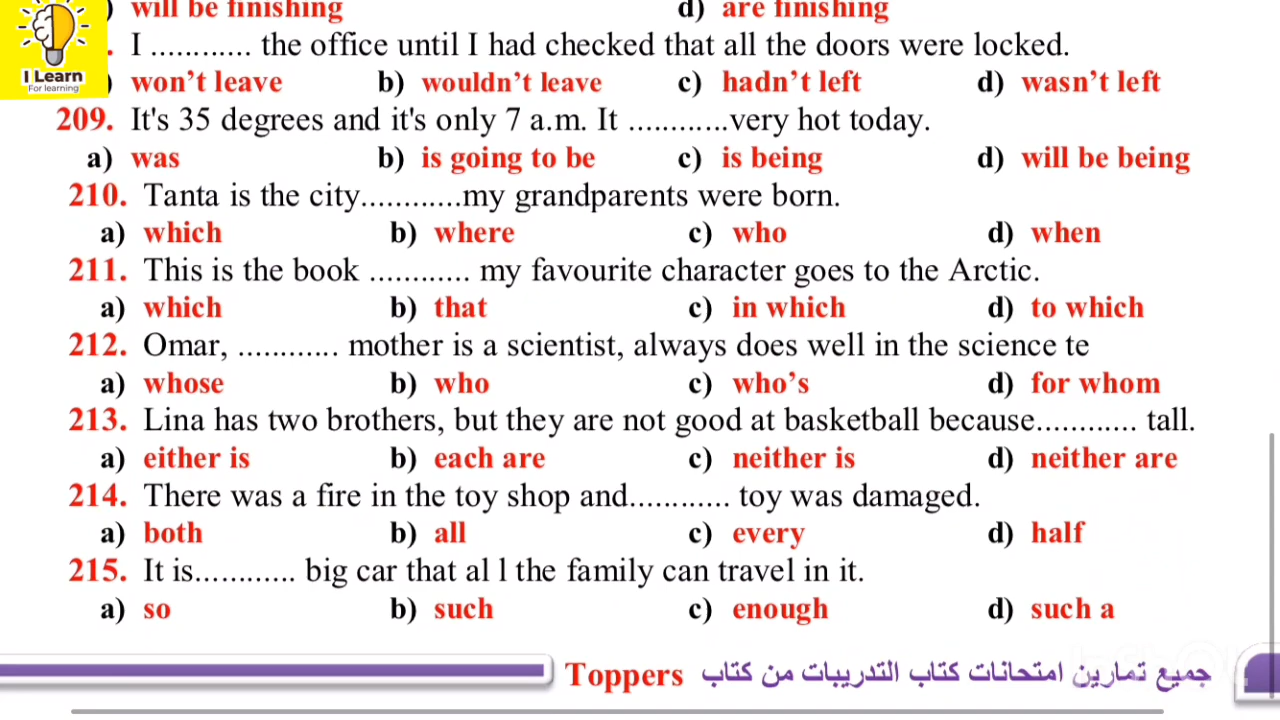 ) will be finishing d) are finishing
. I ............ the office until I had checked that all the doors were locked.
) won't leave b) wouldn't leave c) hadn't left d) wasn't left
209. It's 35 degrees and it's only 7 a.m. It ............very hot today.
a) was b) is going to be c) is being d) will be being
210. Tanta is the city............my grandparents were born.
a) which b) where c) who d) when
211. This is the book ............ my favourite character goes to the Arctic.
a) which b) that c) in which d) to which
212. Omar, ............ mother is a scientist, always does well in the science te
a) whose b) who c) who's d) for whom
213. Lina has two brothers, but they are not good at basketball because............ tall.
a) either is b) each are c) neither is d) neither are
214. There was a fire in the toy shop and............ toy was damaged.
a) both b) all c) every d) half
215. It is............ big car that al l the family can travel in it.
a) so b) such c) enough d) such a
جميع تمارين امتحانات كتاب التدريبات من كتاب Toppers
I Learn
For learning